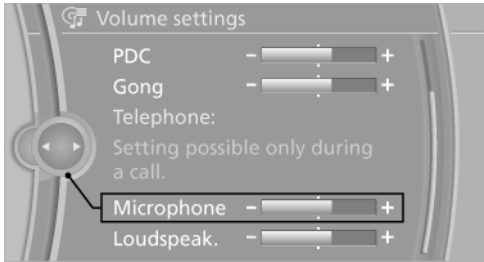 Volume settings
PDC - +
Gong - +
Telephone:
Setting possible only during
a call.
Microphone - +
Loudspeak. - +